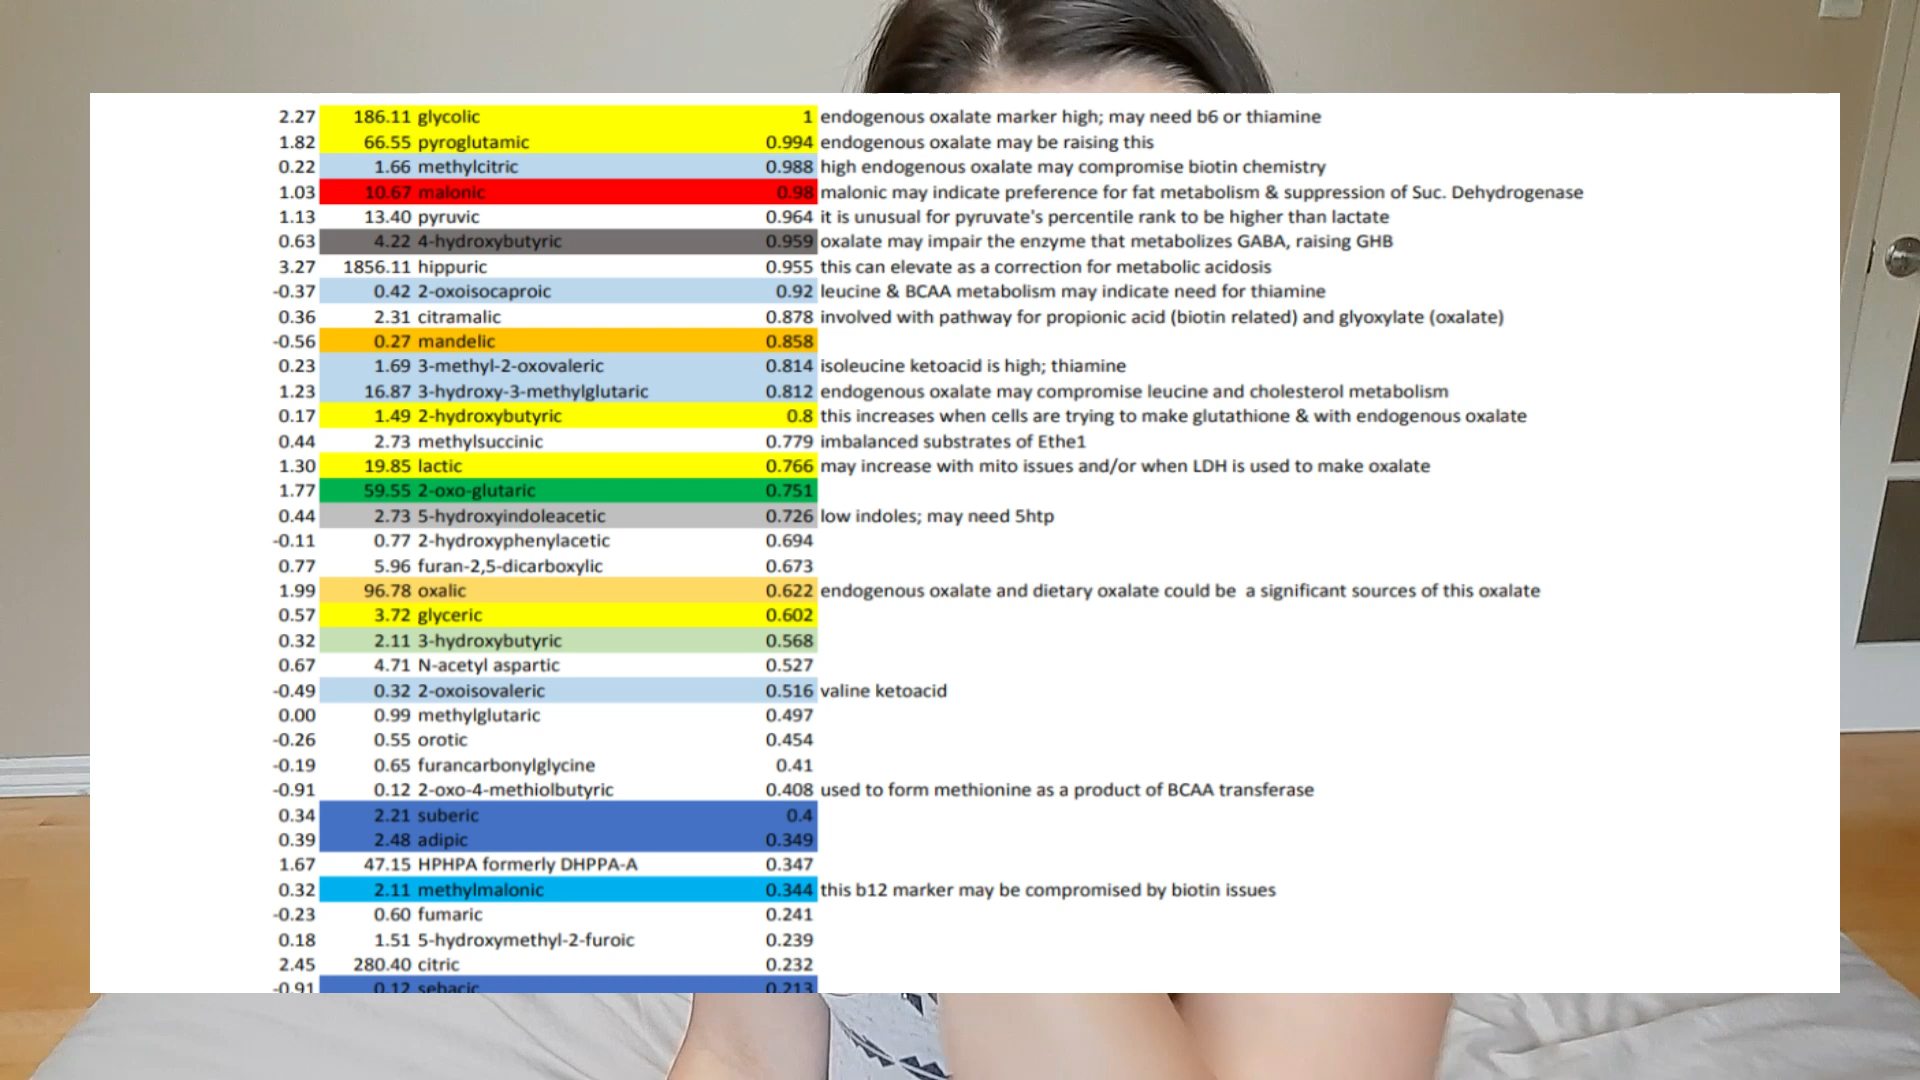 2.27 186.11 glycolic 1 endogenous oxalate marker high; may need b6 or thiamine
1.82 66.55 pyroglutamic 0.994 endogenous oxalate may be raising this
0.22 1.66 methylcitric 0.988 high endogenous oxalate may compromise biotin chemistry
1.03 10.67 malonic 0.98 malonic may indicate preference for fat metabolism & suppression of Suc. Dehydrogenase
1.13 13.40 pyruvic 0.964 it is unusual for pyruvate's percentile rank to be higher than lactate
0.63 4.22 4-hydroxybutyric 0.959 oxalate may impair the enzyme that metabolizes GABA, raising GHB
3.27 1856.11 hippuric 0.955 this can elevate as a correction for metabolic acidosis
-0.37 0.42 2-oxoisocaproic 0.92 leucine & BCAA metabolism may indicate need for thiamine
0.36 2.31 citramalic 0.878 involved with pathway for propionic acid (biotin related) and glyoxylate (oxalate)
-0.56 0.27 mandelic 0.858
0.23 1.69 3-methyl-2-oxovaleric 0.814 isoleucine ketoacid is high; thiamine
1.23 16.87 3-hydroxy-3-methylglutaric 0.812 endogenous oxalate may compromise leucine and cholesterol metabolism
0.17 1.49 2-hydroxybutyric 0.8 this increases when cells are trying to make glutathione & with endogenous oxalate
0.44 2.73 methylsuccinic 0.779 imbalanced substrates of Ethe1
1.30 19.85 lactic 0.766 may increase with mito issues and/or when LDH is used to make oxalate
1.77 59.55 2-oxo-glutaric 0.751
0.44 2.73 5-hydroxyindoleacetic 0.726 low indoles; may need 5htp
-0.11 0.77 2-hydroxyphenylacetic 0.694
0.77 5.96 furan-2,5-dicarboxylic 0.673
1.99 96.78 oxalic 0.622 endogenous oxalate and dietary oxalate could be a significant sources of this oxalate
0.57 3.72 glyceric 0.602
0.32 2.11 3-hydroxybutyric 0.568
0.67 4.71 N-acetyl aspartic 0.527
-0.49 0.32 2-oxoisovaleric 0.516 valine ketoacid
0.00 0.99 methylglutaric 0.497
-0.26 0.55 orotic 0.454
-0.19 0.65 furancarbonylglycine 0.41
-0.91 0.12 2-oxo-4-methiolbutyric 0.408 used to form methionine as a product of BCAA transferase
0.34 2.21 suberic 0.4
0.39 2.48 adipic 0.349
1.67 47.15 HPHPA formerly DHPPA-A 0.347
0.32 2.11 methylmalonic 0.344 this b12 marker may be compromised by biotin issues
-0.23 0.60 fumaric 0.241
0.18 1.51 5-hydroxymethyl-2-furoic 0.239
2.45 280.40 citric 0.232
-0.91 0.12 sebacic 0.213